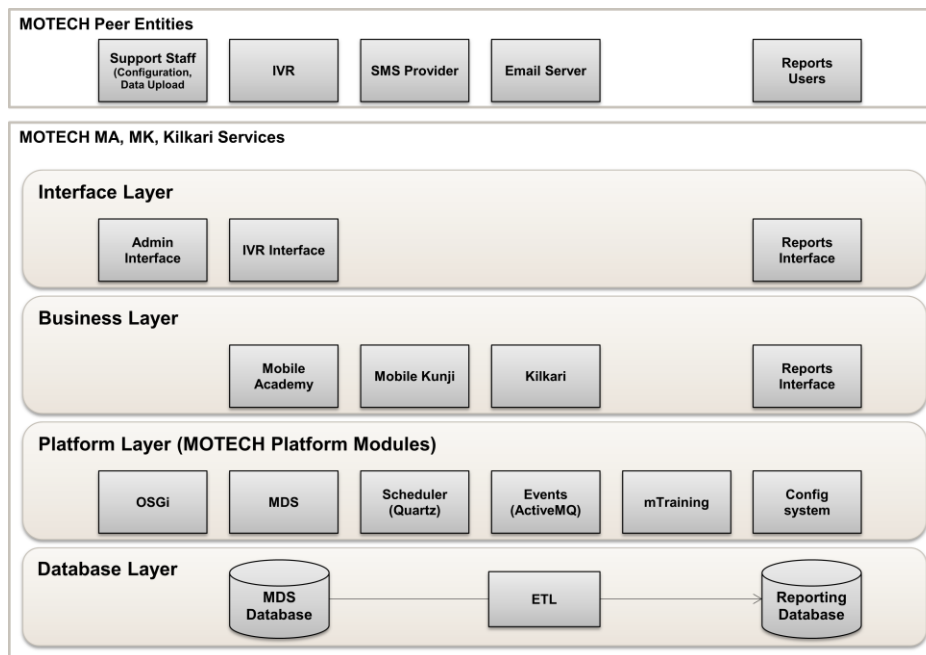 MOTECH Peer Entities
Support Staff
(Configuration,
Data Upload
IVR
SMS Provider
Email Server
Reports
Users
MOTECH MA, MK, Kilkari Services
Interface Layer
Admin
Interface
IVR Interface
Reports
Interface
Business Layer
Mobile
Academy
Mobile Kunji
Kilkari
Reports
Interface
Platform Layer (MOTECH Platform Modules)
OSGi
MDS
Scheduler
(Quartz)
Events
(ActiveMQ)
mTraining
Config
system
Database Layer
MDS
Database
ETL
Reporting
Database